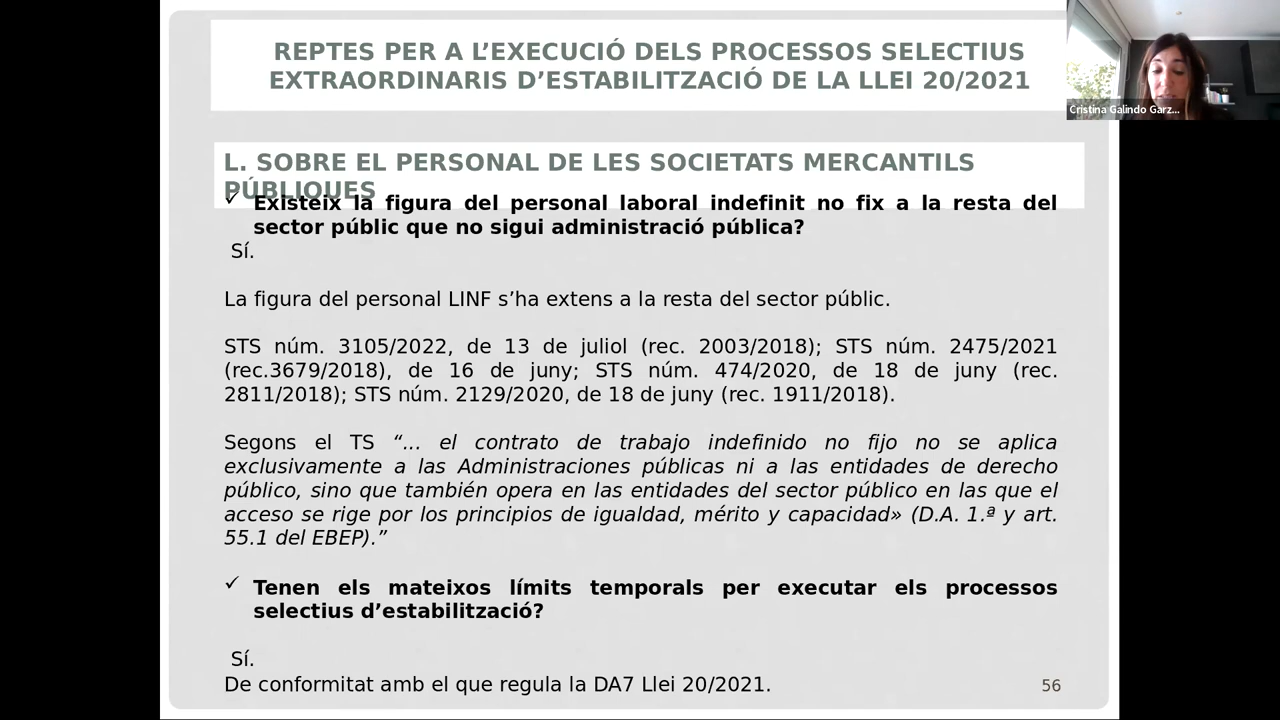 REPTES PER A L’EXECUCIÓ DELS PROCESSOS SELECTIUS
EXTRAORDINARIS D’ESTABILITZACIÓ DE LA LLEI 20/2021
Cristina Galindo Garz...
L. SOBRE EL PERSONAL DE LES SOCIETATS MERCANTILS
PÚBLIQUES
✓ Existeix la figura del personal laboral indefinit no fix a la resta del
sector públic que no sigui administració pública?
Sí.
La figura del personal LINF s’ha extens a la resta del sector públic.
STS núm. 3105/2022, de 13 de juliol (rec. 2003/2018); STS núm. 2475/2021
(rec.3679/2018), de 16 de juny; STS núm. 474/2020, de 18 de juny (rec.
2811/2018); STS núm. 2129/2020, de 18 de juny (rec. 1911/2018).
Segons el TS “... el contrato de trabajo indefinido no fijo no se aplica
exclusivamente a las Administraciones públicas ni a las entidades de derecho
público, sino que también opera en las entidades del sector público en las que el
acceso se rige por los principios de igualdad, mérito y capacidad» (D.A. 1.ª y art.
55.1 del EBEP).”
✓ Tenen els mateixos límits temporals per executar els processos
selectius d’estabilització?
Sí.
De conformitat amb el que regula la DA7 Llei 20/2021.
56